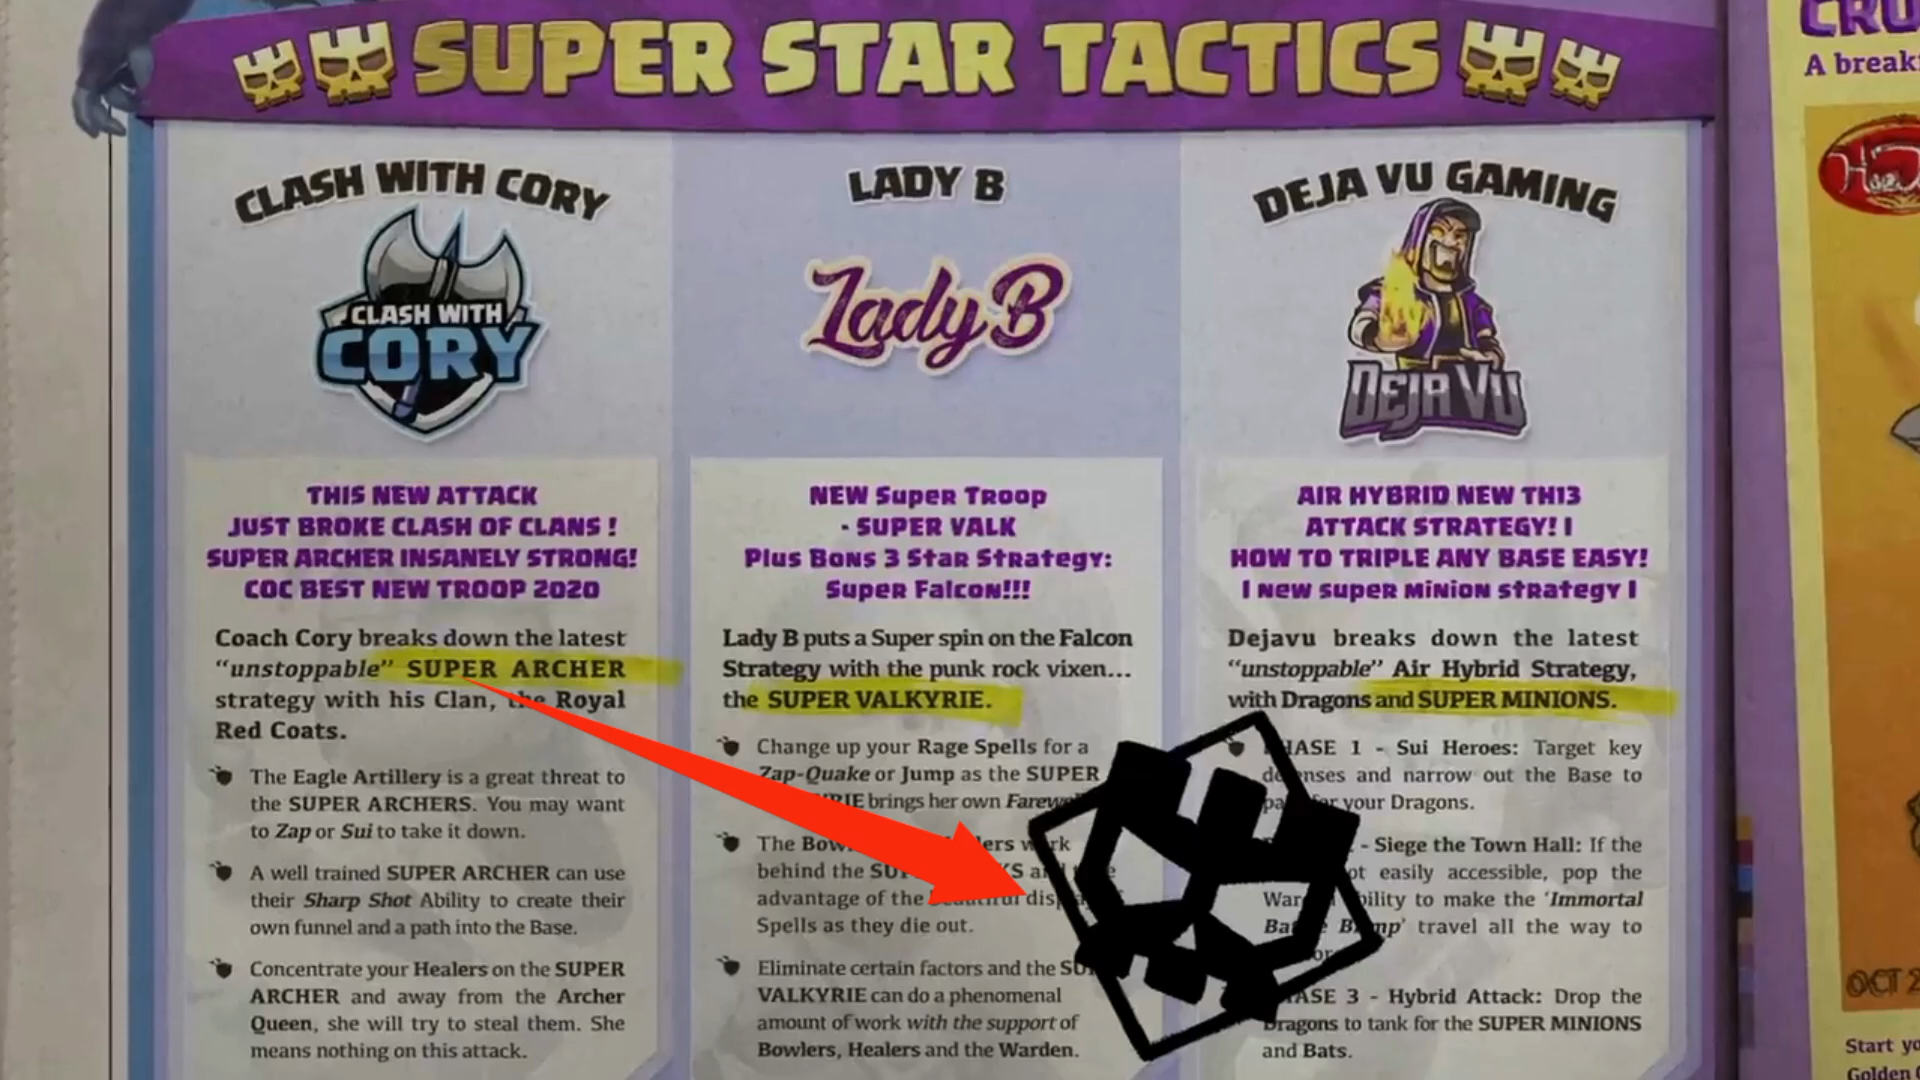 SUPER STAR TACTICS
CLASH WITH CORY
CLASH WITH
CORY
THIS NEW ATTACK
JUST BROKE CLASH OF CLANS !
SUPER ARCHER INSANELY STRONG!
COC BEST NEW TROOP 2020
Coach Cory breaks down the latest
“unstoppable” SUPER ARCHER
strategy with his Clan, the Royal
Red Coats.
The Eagle Artillery is a great threat to
the SUPER ARCHERS. You may want
to Zap or Sui to take it down.
A well trained SUPER ARCHER can use
their Sharp Shot Ability to create their
own funnel and a path into the Base.
Concentrate your Healers on the SUPER
ARCHER and away from the Archer
Queen, she will try to steal them. She
means nothing on this attack.
LADY B
Lady B
NEW Super Troop
- SUPER VALK
Plus Bons 3 Star Strategy:
Super Falcon!!!
Lady B puts a Super spin on the Falcon
Strategy with the punk rock vixen...
the SUPER VALKYRIE.
Change up your Rage Spells for a
Zap-Quake or Jump as the SUPER
brings her own
The
behind the
advantage of the
Spells as they die out.
Eliminate certain factors and the
VALKYRIE can do a phenomenal
amount of work with the support of
Bowlers, Healers and the Warden.
DEJA VU GAMING
DEJA VU
AIR HYBRID NEW TH13
ATTACK STRATEGY! |
HOW TO TRIPLE ANY BASE EASY!
| new super minion strategy |
Dejavu breaks down the latest
“unstoppable” Air Hybrid Strategy,
with Dragons and SUPER MINIONS.
1 - Sui Heroes: Target key
and narrow out the Base to
your Dragons.
- Siege the Town Hall: If the
easily accessible, pop the
to make the ‘Immortal
travel all the way to
3 - Hybrid Attack: Drop the
Dragons to tank for the SUPER MINIONS
and Bats.
A
OCT
Start
Golden